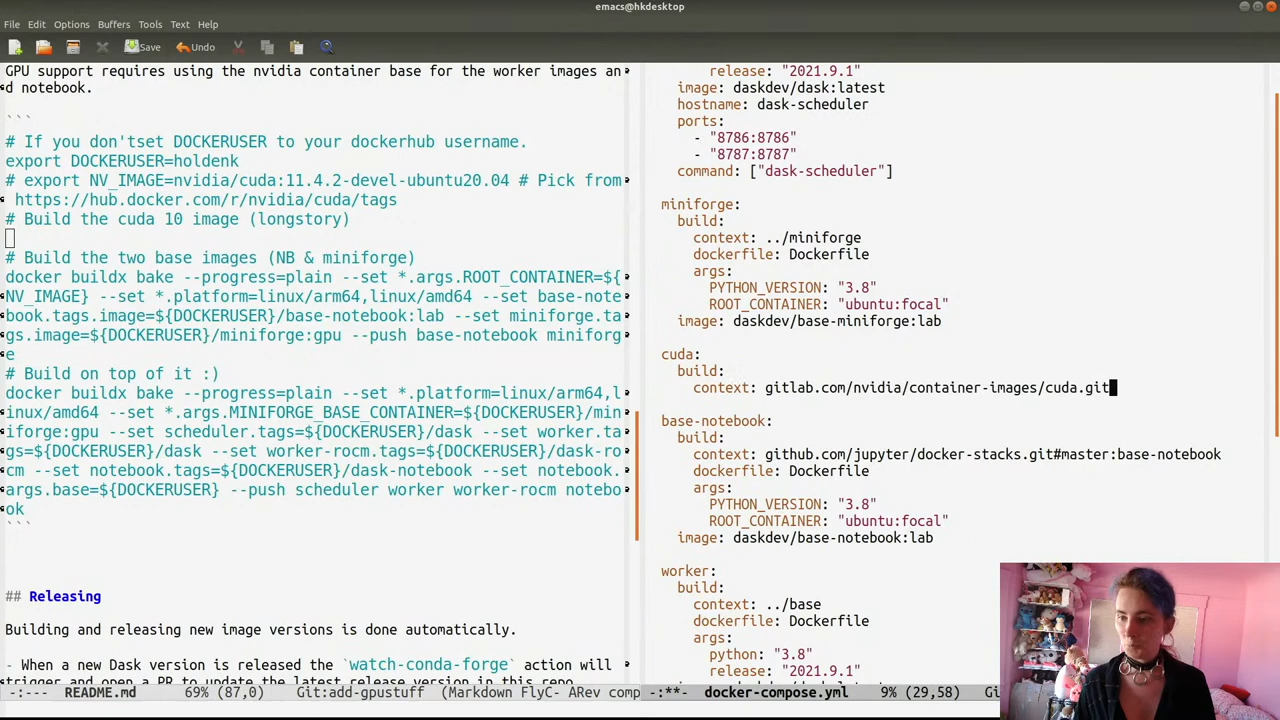 emacs@hkdesktop
File Edit Options Buffers Tools Text Help
Save Undo
GPU support requires using the nvidia container base for the worker images an
d notebook.
```
# If you don'tset DOCKERUSER to your dockerhub username.
export DOCKERUSER=holdenk
# export NV_IMAGE=nvidia/cuda:11.4.2-devel-ubuntu20.04 # Pick from
https://hub.docker.com/r/nvidia/cuda/tags
# Build the cuda 10 image (longstory)
# Build the two base images (NB & miniforge)
docker buildx bake --progress=plain --set *.args.ROOT_CONTAINER=${
NV_IMAGE} --set *.platform=linux/arm64,linux/amd64 --set base-note
book.tags.image=${DOCKERUSER}/base-notebook:lab --set miniforge.ta
gs.image=${DOCKERUSER}/miniforge:gpu --push base-notebook miniforg
e
# Build on top of it :)
docker buildx bake --progress=plain --set *.platform=linux/arm64,l
inux/amd64 --set *.args.MINIFORGE_BASE_CONTAINER=${DOCKERUSER}/min
iforge:gpu --set scheduler.tags=${DOCKERUSER}/dask --set worker.ta
gs=${DOCKERUSER}/dask --set worker-rocm.tags=${DOCKERUSER}/dask-ro
cm --set notebook.tags=${DOCKERUSER}/dask-notebook --set notebook.
args.base=${DOCKERUSER} --push scheduler worker worker-rocm notebo
ok
```
## Releasing
Building and releasing new image versions is done automatically.
- When a new Dask version is released the `watch-conda-forge` action will
trigger and open a PR to update the latest release version in this repo.
-:--- README.md 69% (87,0) Git:add-gpustuff (Markdown FlyC- ARev comp
release: "2021.9.1"
image: daskdev/dask:latest
hostname: dask-scheduler
ports:
- "8786:8786"
- "8787:8787"
command: ["dask-scheduler"]
miniforge:
build:
context: ../miniforge
dockerfile: Dockerfile
args:
PYTHON_VERSION: "3.8"
ROOT_CONTAINER: "ubuntu:focal"
image: daskdev/base-miniforge:lab
cuda:
build:
context: gitlab.com/nvidia/container-images/cuda.git
base-notebook:
build:
context: github.com/jupyter/docker-stacks.git#master:base-notebook
dockerfile: Dockerfile
args:
PYTHON_VERSION: "3.8"
ROOT_CONTAINER: "ubuntu:focal"
image: daskdev/base-notebook:lab
worker:
build:
context: ../base
dockerfile: Dockerfile
args:
python: "3.8"
release: "2021.9.1"
-:**- docker-compose.yml 9% (29,58) Gi